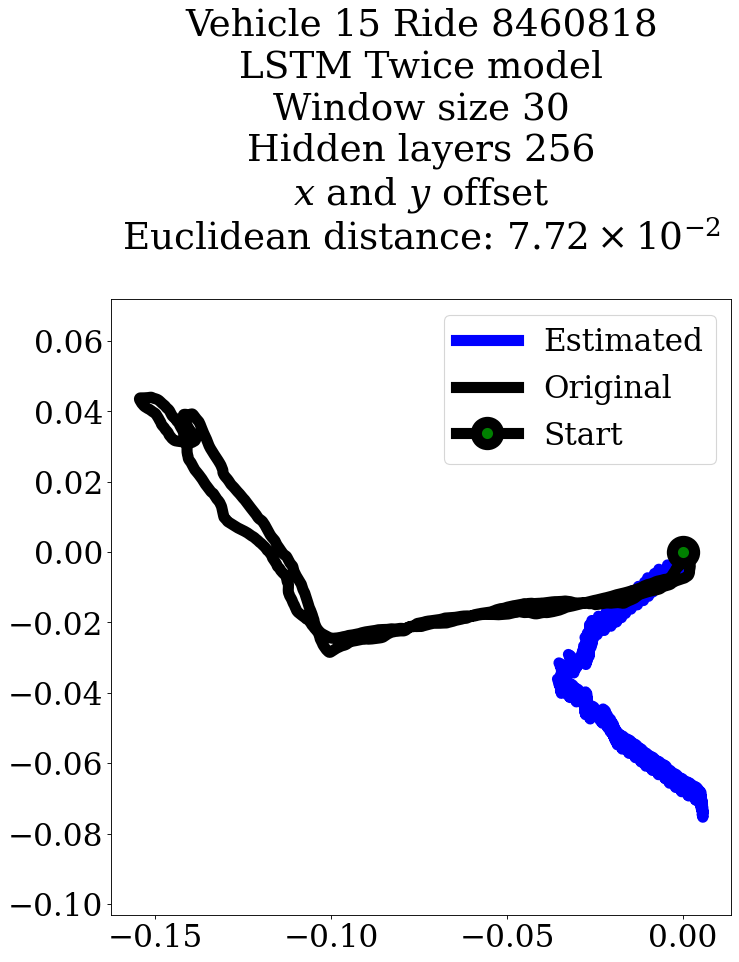 Vehicle 15 Ride 8460818
LSTM Twice model
Window size 30
Hidden layers 256
x and y offset
Euclidean distance: 7.72 × 10⁻²
Estimated
Original
Start
0.06
0.04
0.02
0.00
−0.02
−0.04
−0.06
−0.08
−0.10
−0.15
−0.10
−0.05
0.00